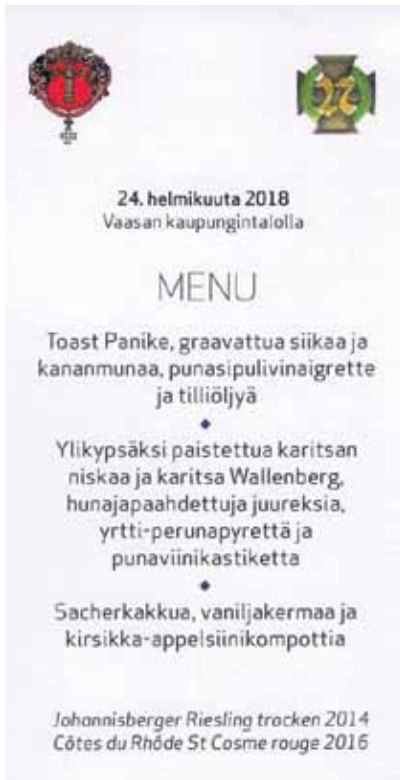 27
24. helmikuuta 2018
Vaasan kaupungintalolla
MENU
Toast Panike, graavattua siikaa ja
kananmunaa, punasipulivinaigrette
ja tilliöljyä
Ylikypsäksi paistettua karitsan
niskaa ja karitsa Wallenberg,
hunajapaahdettuja juureksia,
yrtti-perunapyrettä ja
punaviinikastiketta
Sacherkakkua, vaniljakermaa ja
kirsikka-appelsiinikompottia
Johannisberger Riesling trocken 2014
Côtes du Rhôde St Cosme rouge 2016